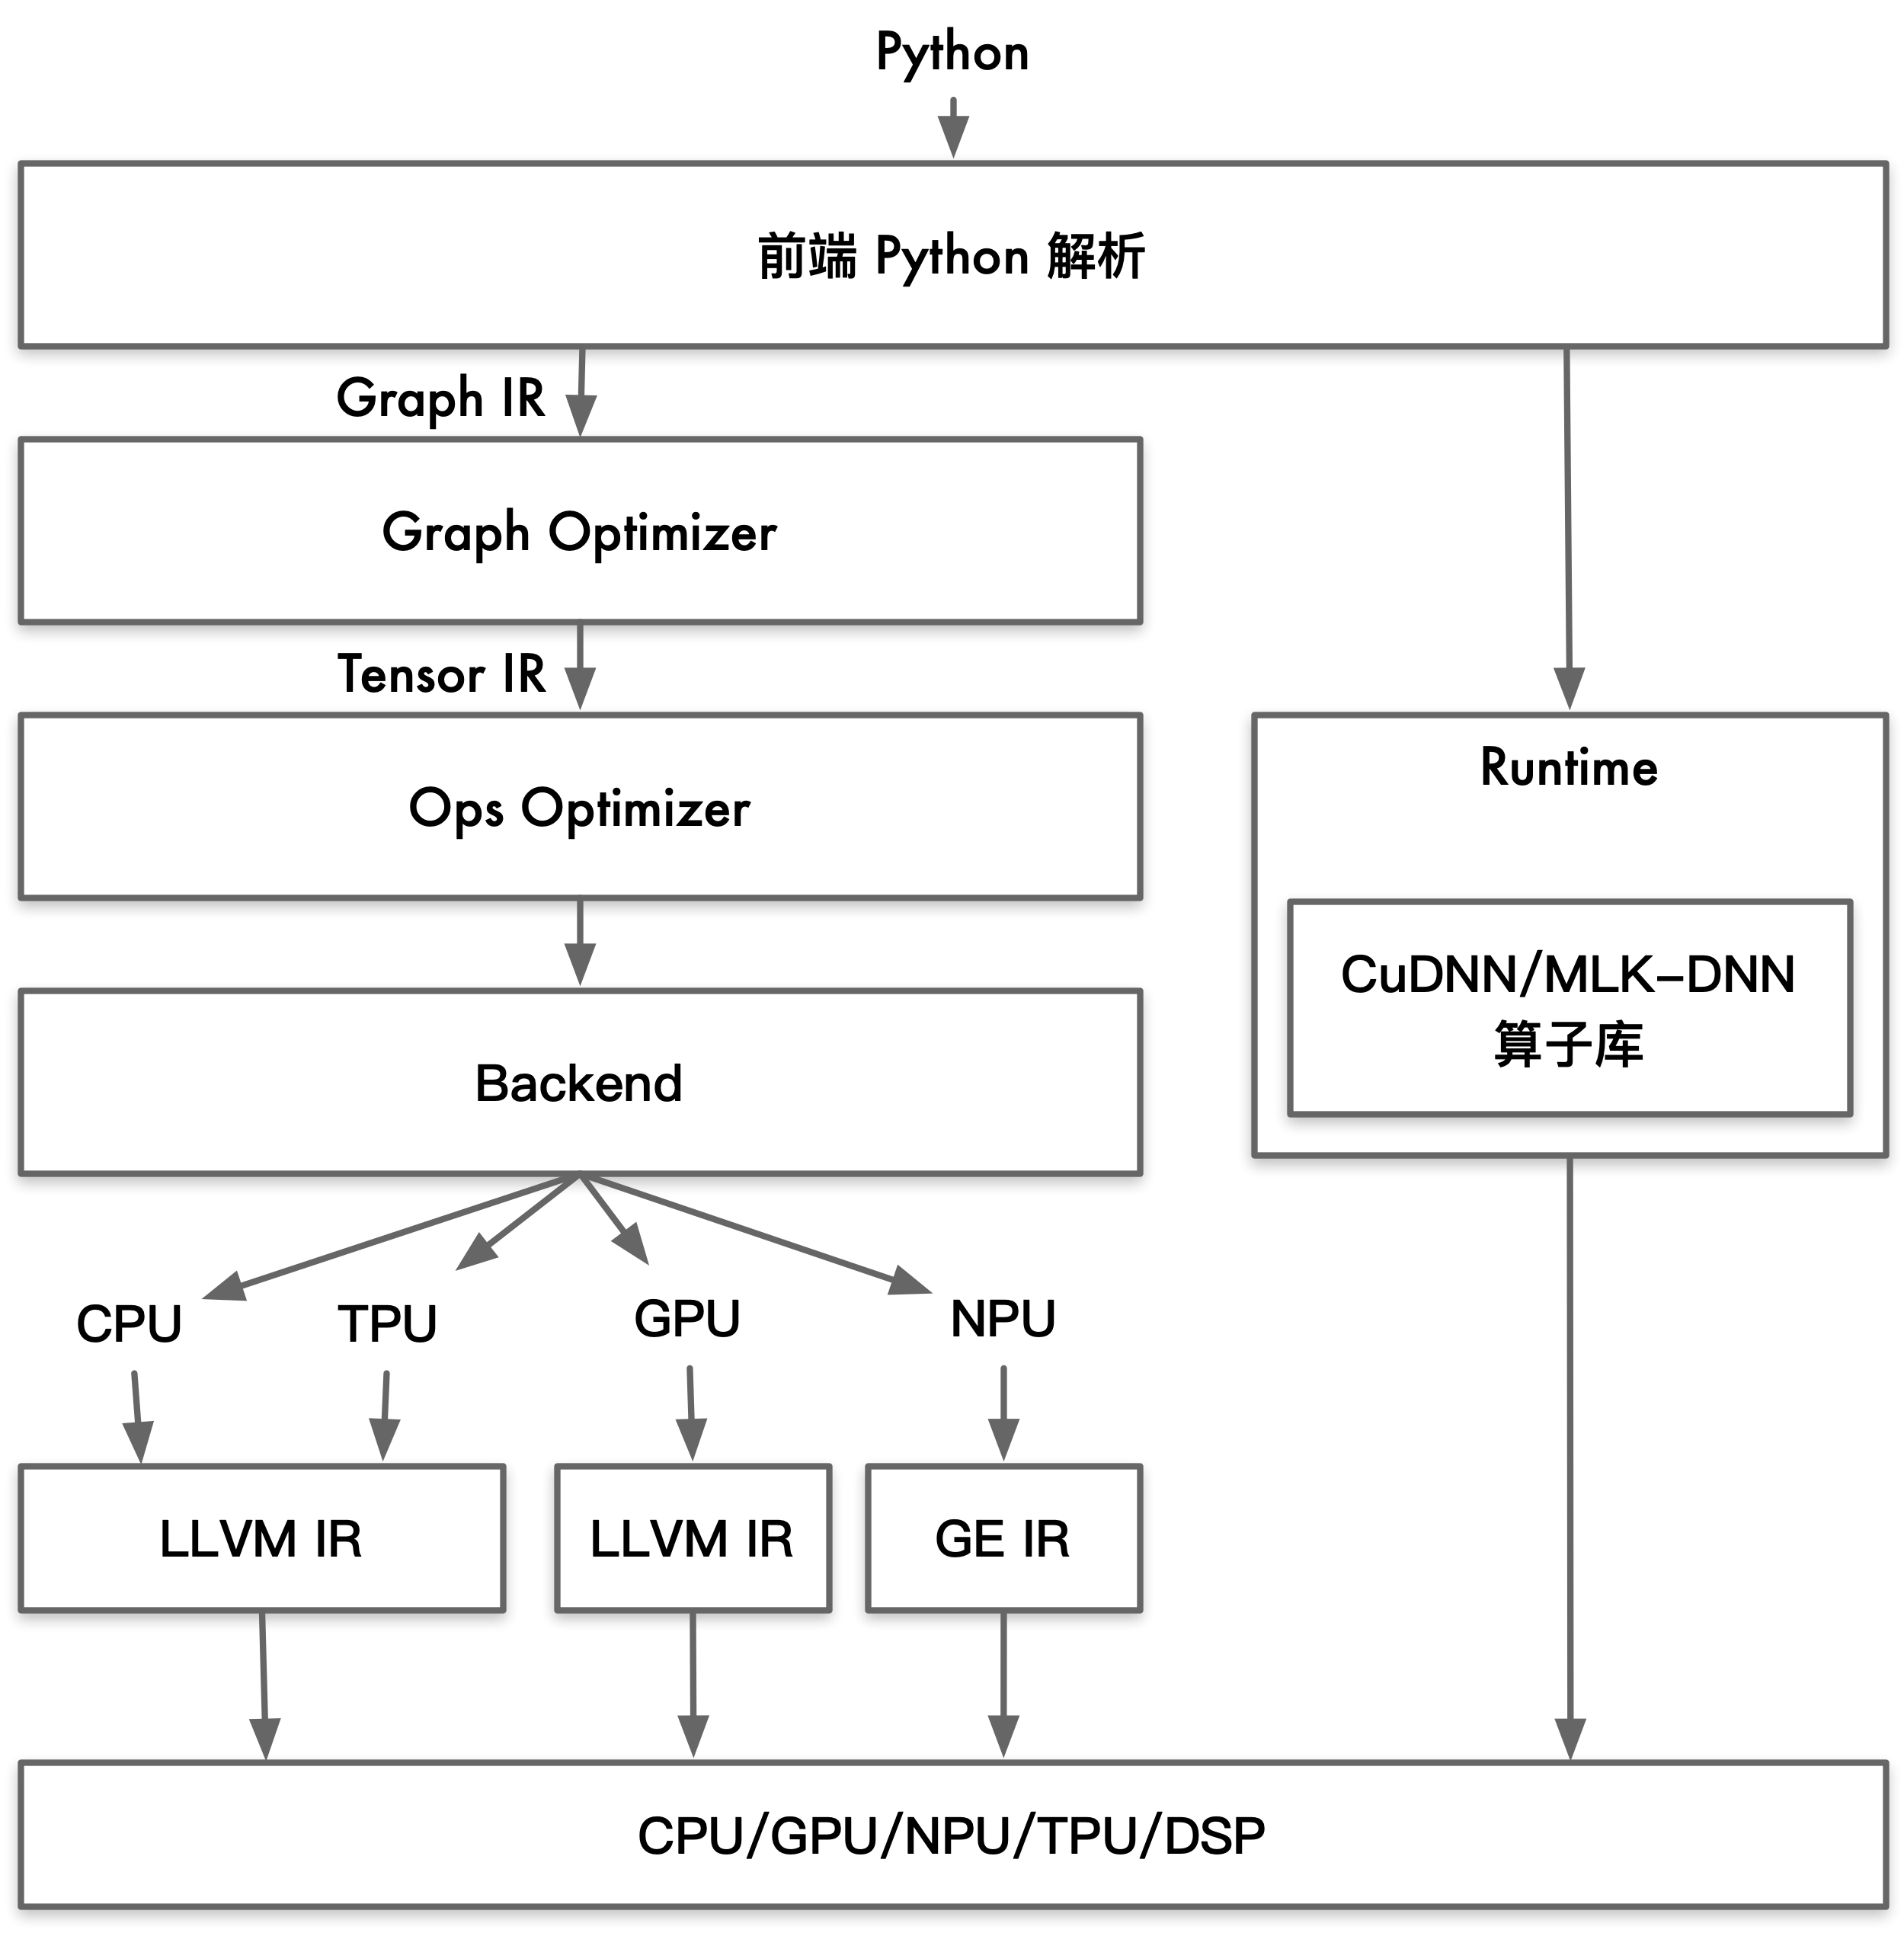 Python
前端 Python 解析
Graph IR
Graph Optimizer
Tensor IR
Ops Optimizer
Runtime
CuDNN/MLK-DNN
算子库
Backend
CPU
TPU
GPU
NPU
LLVM IR
LLVM IR
GE IR
CPU/GPU/NPU/TPU/DSP